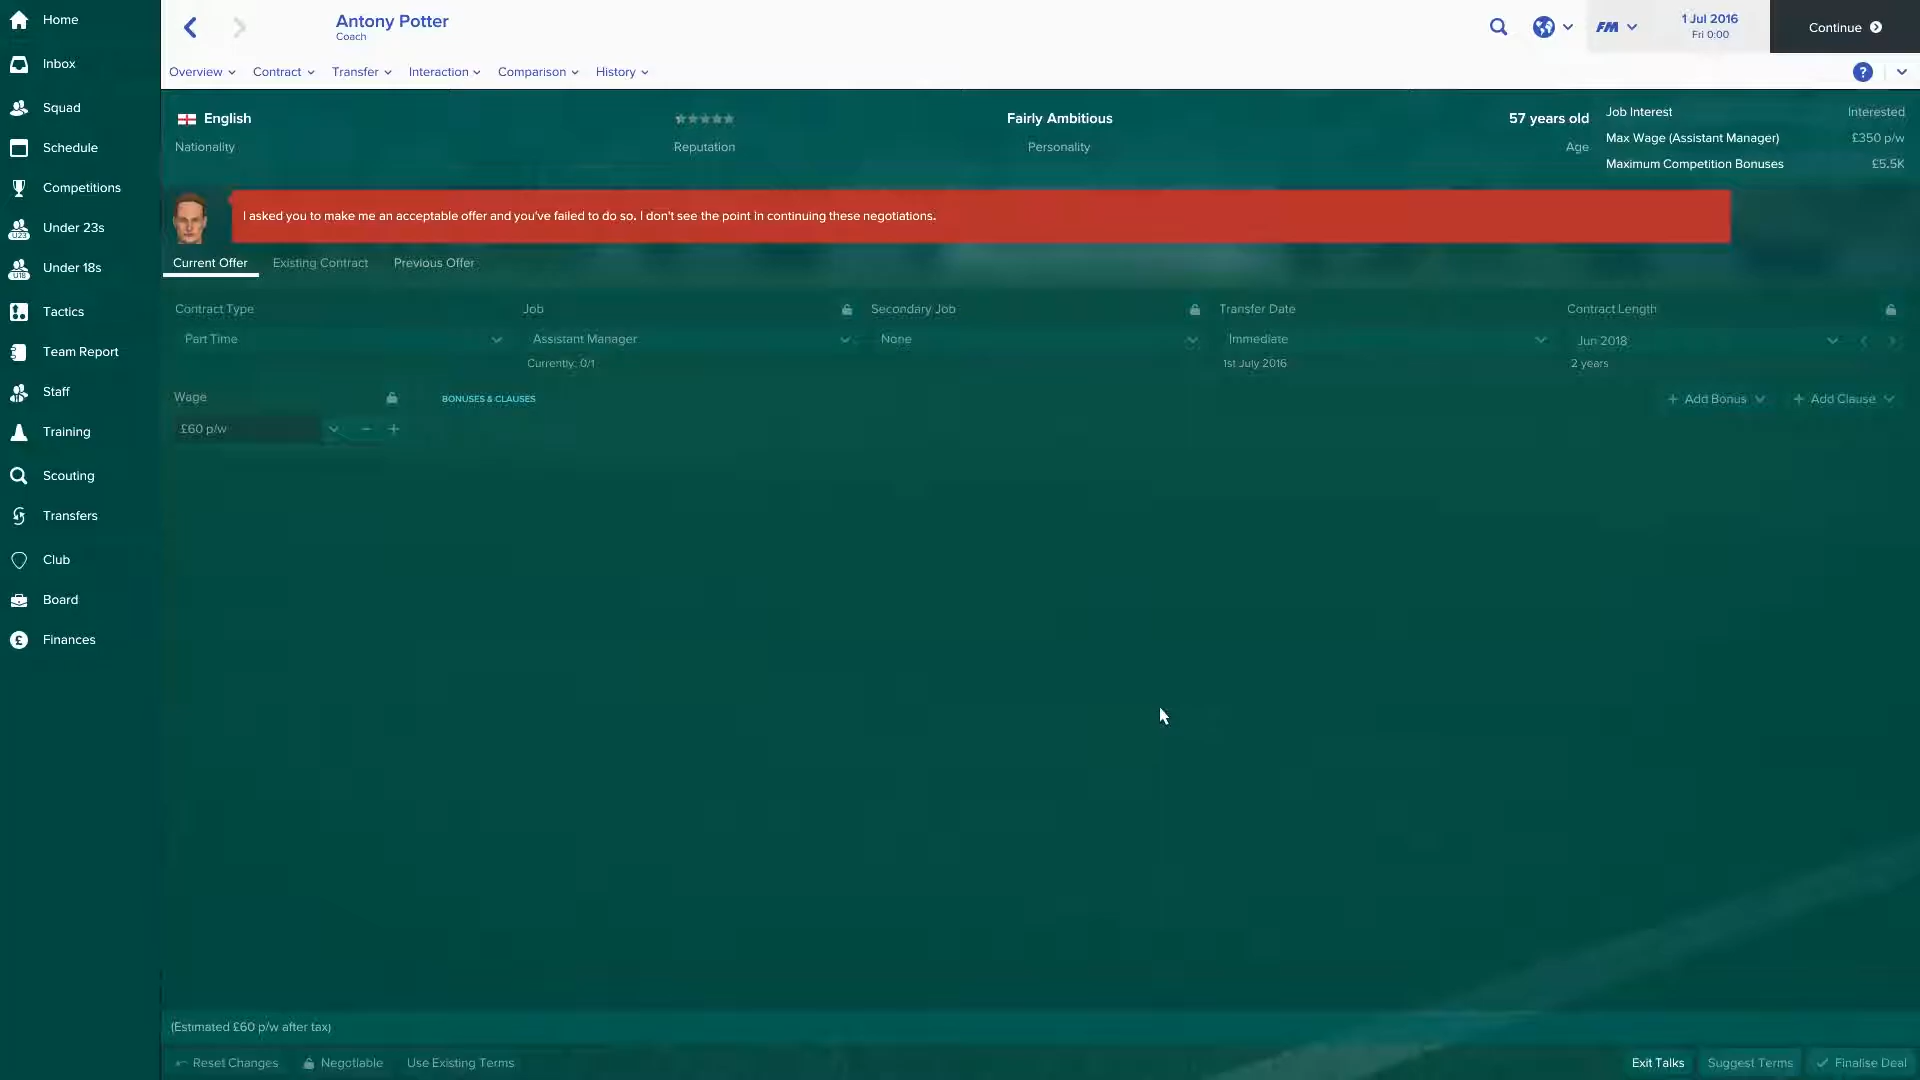 Home
Inbox
Squad
Schedule
Competitions
Under 23s
Under 18s
Tactics
Team Report
Staff
Training
Scouting
Transfers
Club
Board
Finances
Antony Potter
Coach
FM
1 Jul 2016
Fri 0:00
Continue
Overview
Contract
Transfer
Interaction
Comparison
History
?
English
Nationality
Reputation
Fairly Ambitious
Personality
57 years old
Age
Job Interest Interested
Max Wage (Assistant Manager) £350 p/w
Maximum Competition Bonuses £5.5K
I asked you to make me an acceptable offer and you've failed to do so. I don't see the point in continuing these negotiations.
Current Offer
Existing Contract
Previous Offer
Contract Type
Part Time
Job
Assistant Manager
Currently: 0/1
Secondary Job
None
Transfer Date
Immediate
1st July 2016
Contract Length
Jun 2018
2 years
Wage
£60 p/w
BONUSES & CLAUSES
+ Add Bonus
+ Add Clause
(Estimated £60 p/w after tax)
Reset Changes
Negotiable
Use Existing Terms
Exit Talks
Suggest Terms
Finalise Deal